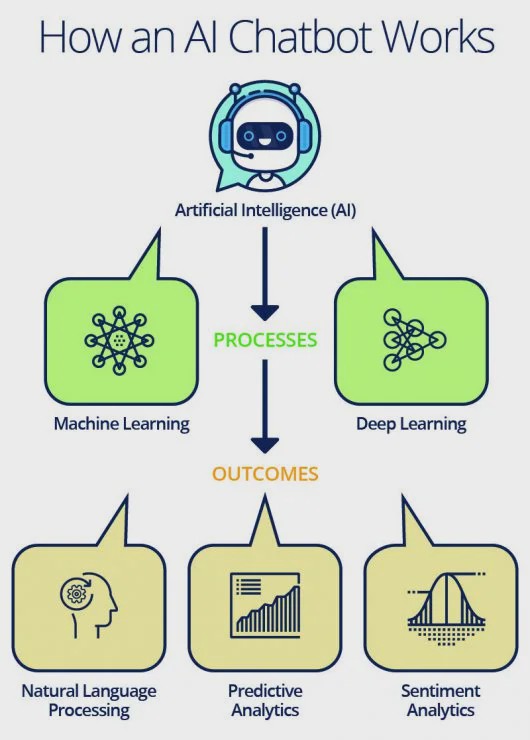 How an AI Chatbot Works
Artificial Intelligence (AI)
PROCESSES
Machine Learning
Deep Learning
OUTCOMES
Natural Language
Processing
Predictive
Analytics
Sentiment
Analytics